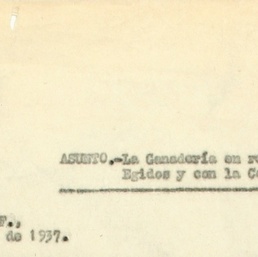 ASUNTO.-La Ganadería en re
Egidos y con la C
F.,
de 1937.